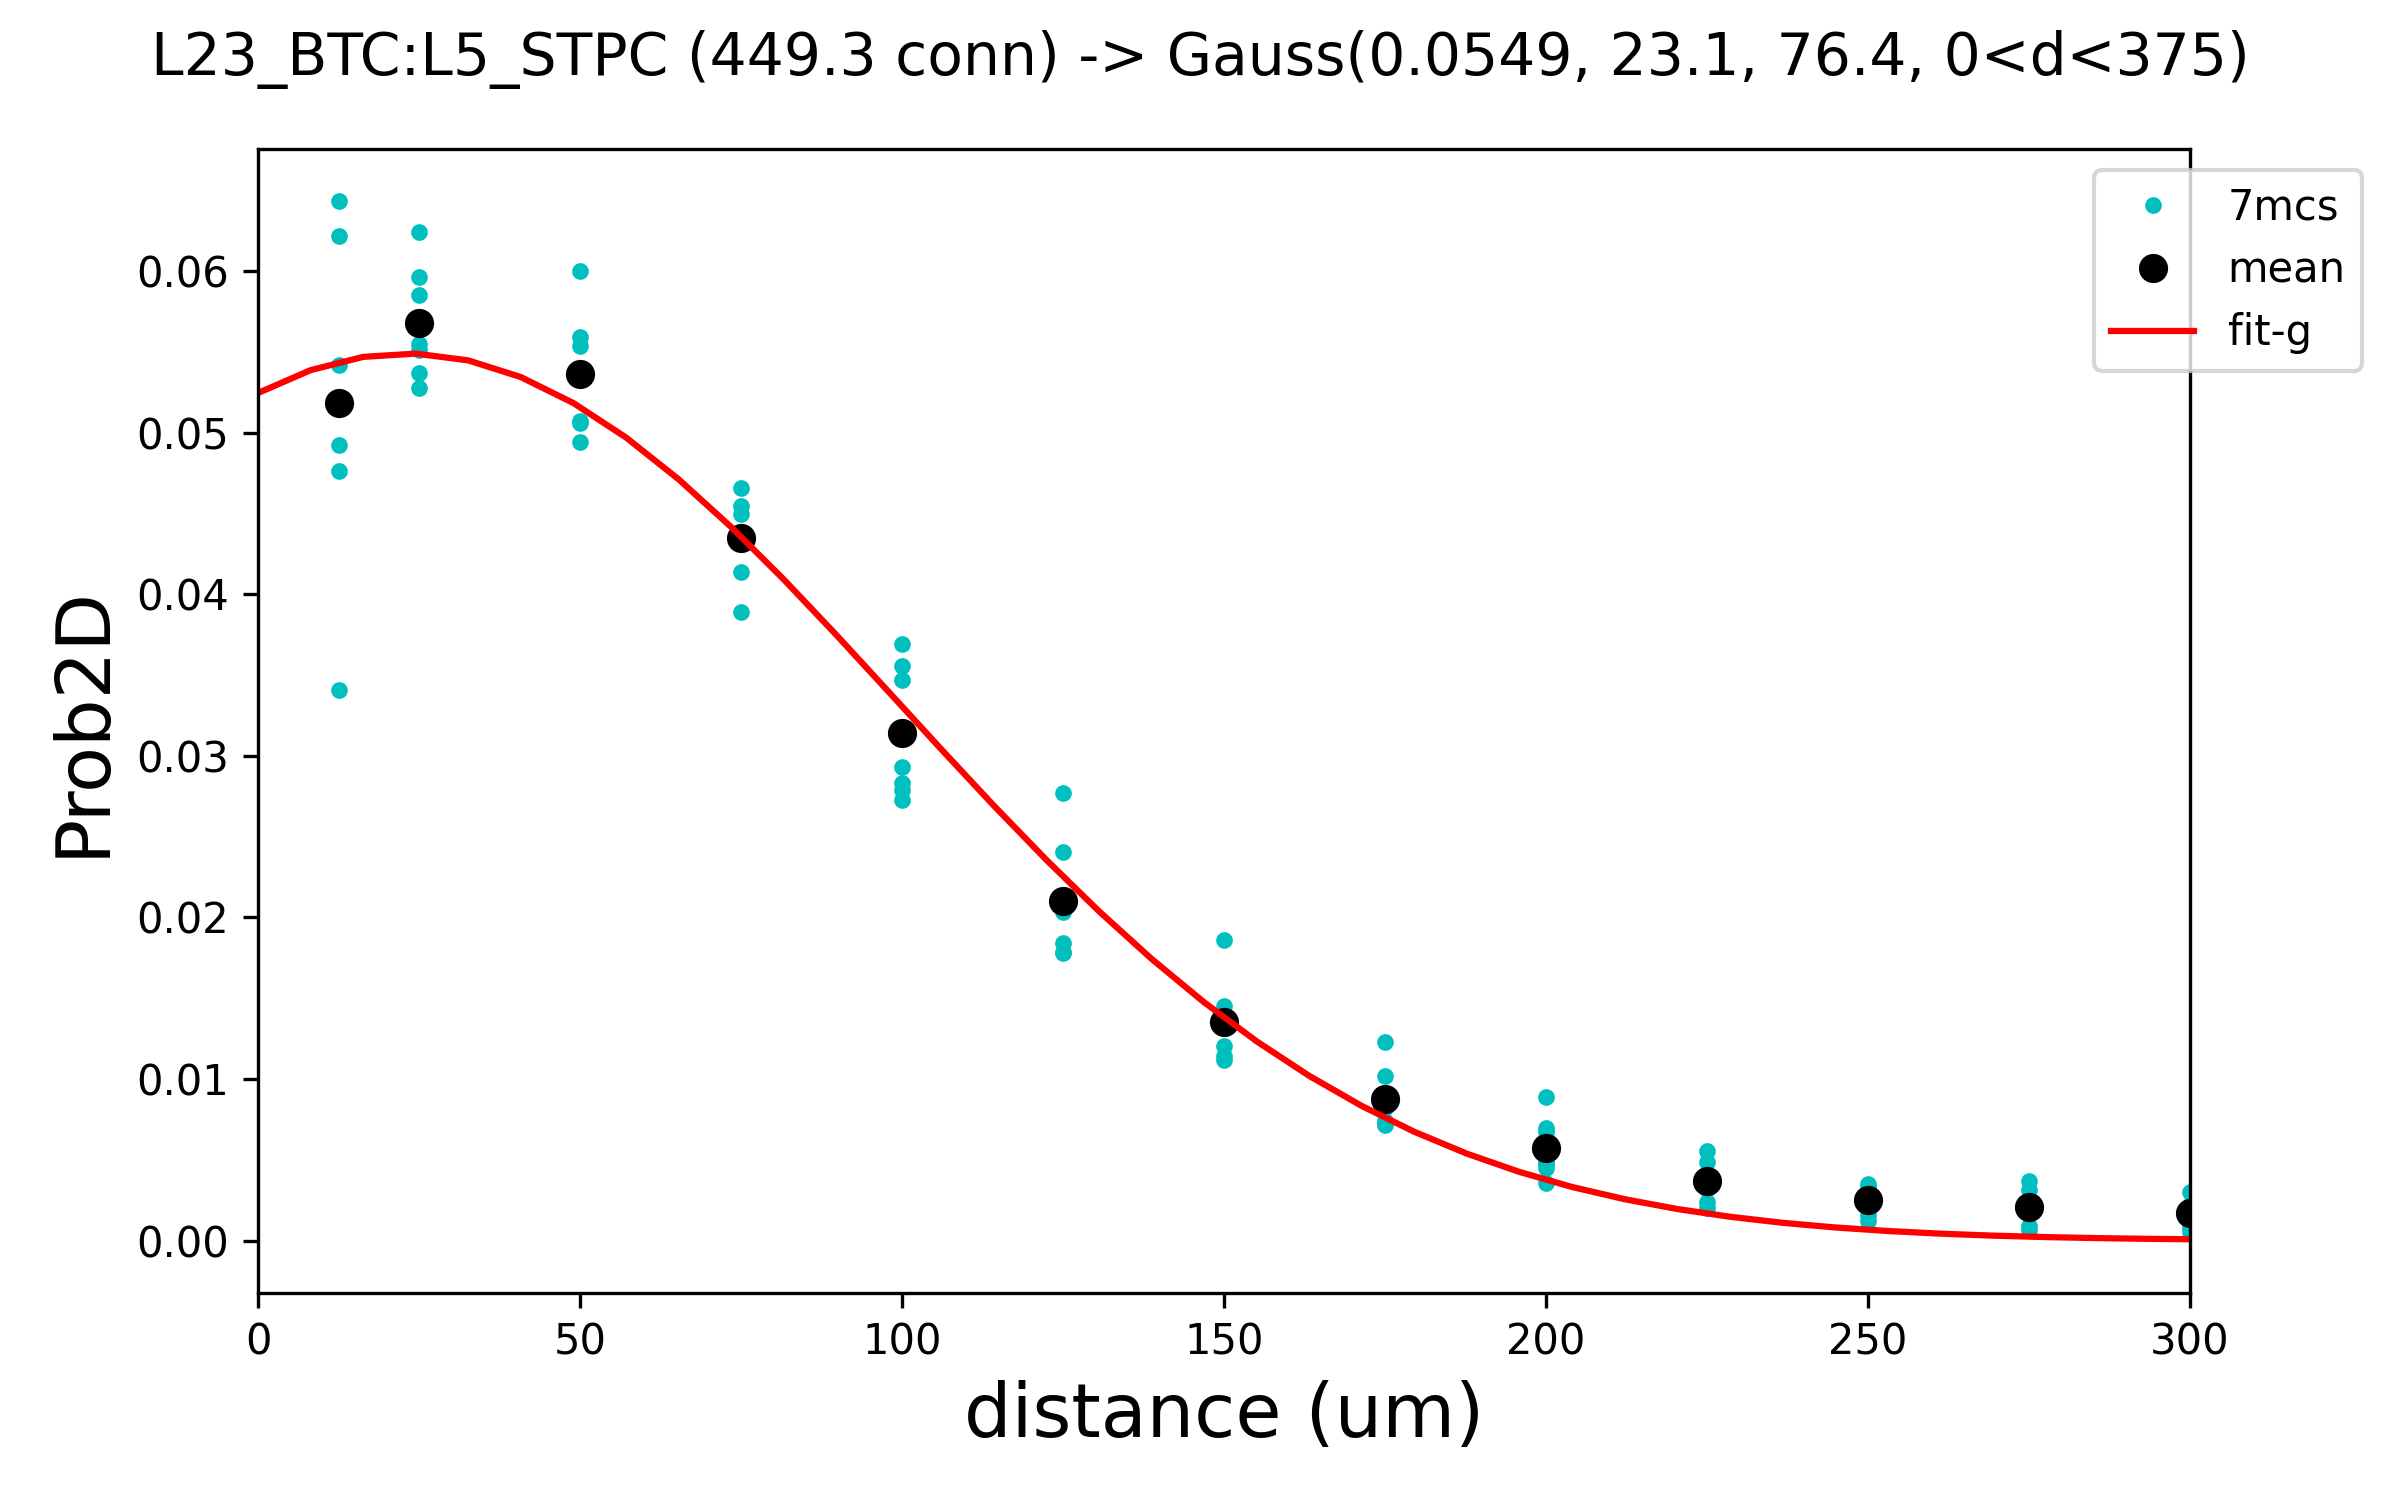 L23_BTC:L5_STPC (449.3 conn) -> Gauss(0.0549, 23.1, 76.4, 0<d<375)
7mcs
mean
fit-g
0.06
0.05
0.04
0.03
0.02
0.01
0.00
Prob2D
0 50 100 150 200 250 300
distance (um)